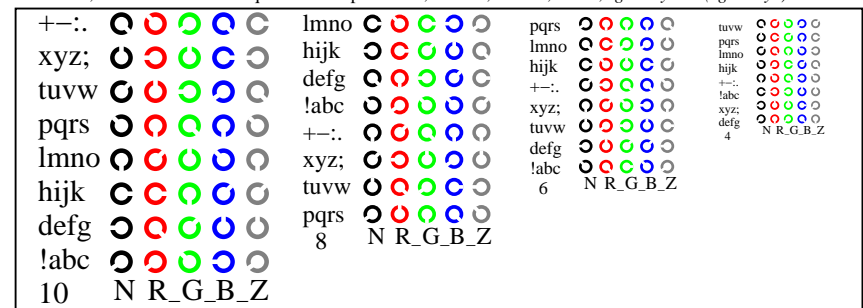 +−:.
xyz;
tuvw
pqrs
lmno
hijk
defg
!abc
10 N R_G_B_Z
lmno
hijk
defg
!abc
+−:.
xyz;
tuvw
pqrs
8 N R_G_B_Z
pqrs
lmno
hijk
+−:.
xyz;
tuvw
defg
!abc
6 N R_G_B_Z
tuvw
pqrs
lmno
hijk
+−:.
!abc
xyz;
defg
4 N R_G_B_Z